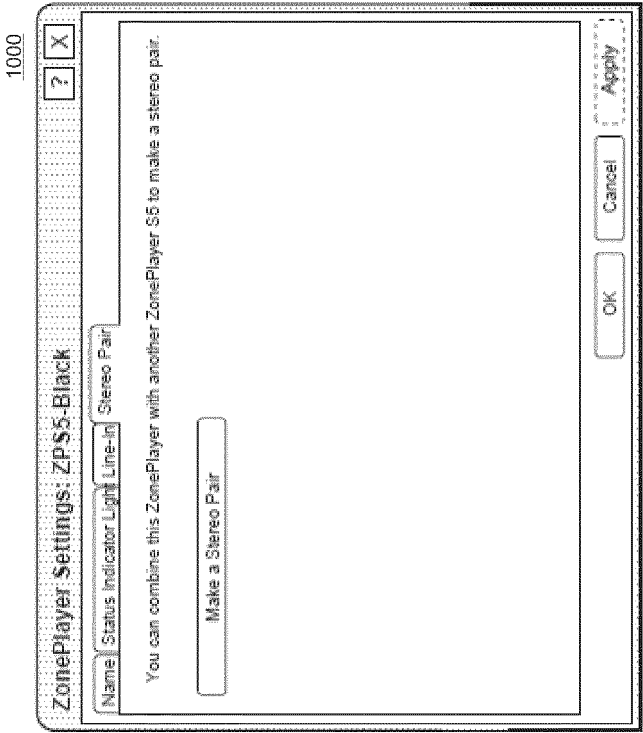 1000
ZonePlayer Settings: ZPS5-Black
? X
Name Status Indicator Light Line-In Stereo Pair
You can combine this ZonePlayer with another ZonePlayer S5 to make a stereo pair.
Make a Stereo Pair
OK Cancel Apply